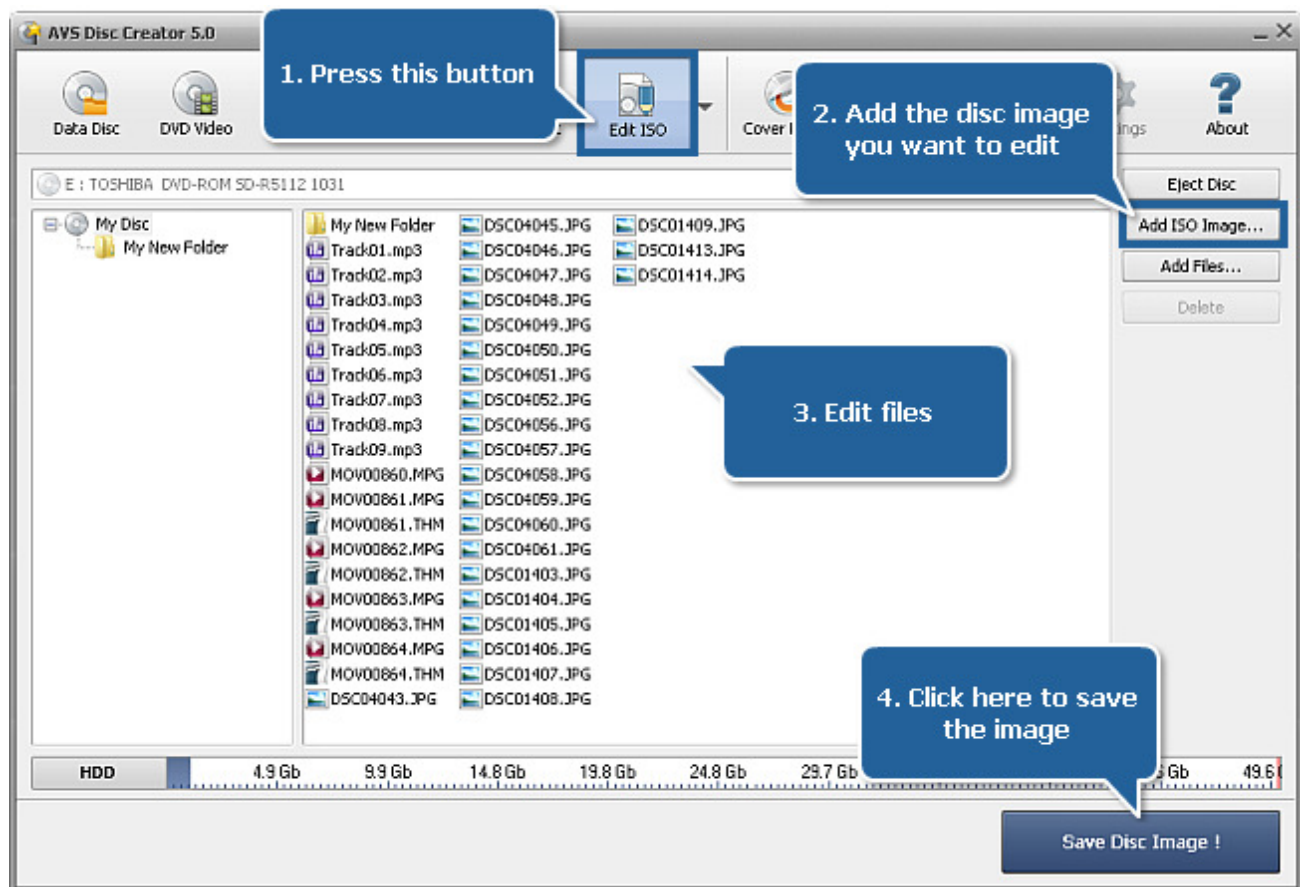 AVS Disc Creator 5.0
1. Press this button
2. Add the disc image
you want to edit
Data Disc
DVD Video
Edit ISO
Cover
About
E : TOSHIBA DVD-ROM SD-R5112 1031
Eject Disc
Add ISO Image...
Add Files...
Delete
My Disc
My New Folder
My New Folder DSC04045.JPG DSC01409.JPG
Track01.mp3 DSC04046.JPG DSC01413.JPG
Track02.mp3 DSC04047.JPG DSC01414.JPG
Track03.mp3 DSC04048.JPG
Track04.mp3 DSC04049.JPG
Track05.mp3 DSC04050.JPG
Track06.mp3 DSC04051.JPG
Track07.mp3 DSC04052.JPG
Track08.mp3 DSC04056.JPG
Track09.mp3 DSC04057.JPG
MOV00860.MPG DSC04058.JPG
MOV00861.MPG DSC04059.JPG
MOV00861.THM DSC04060.JPG
MOV00862.MPG DSC04061.JPG
MOV00862.THM DSC01403.JPG
MOV00863.MPG DSC01404.JPG
MOV00863.THM DSC01405.JPG
MOV00864.MPG DSC01406.JPG
MOV00864.THM DSC01407.JPG
DSC04043.JPG DSC01408.JPG
3. Edit files
4. Click here to save
the image
HDD 4.9 Gb 9.9 Gb 14.8 Gb 19.8 Gb 24.8 Gb 29.7 Gb Gb 49.6
Save Disc Image !